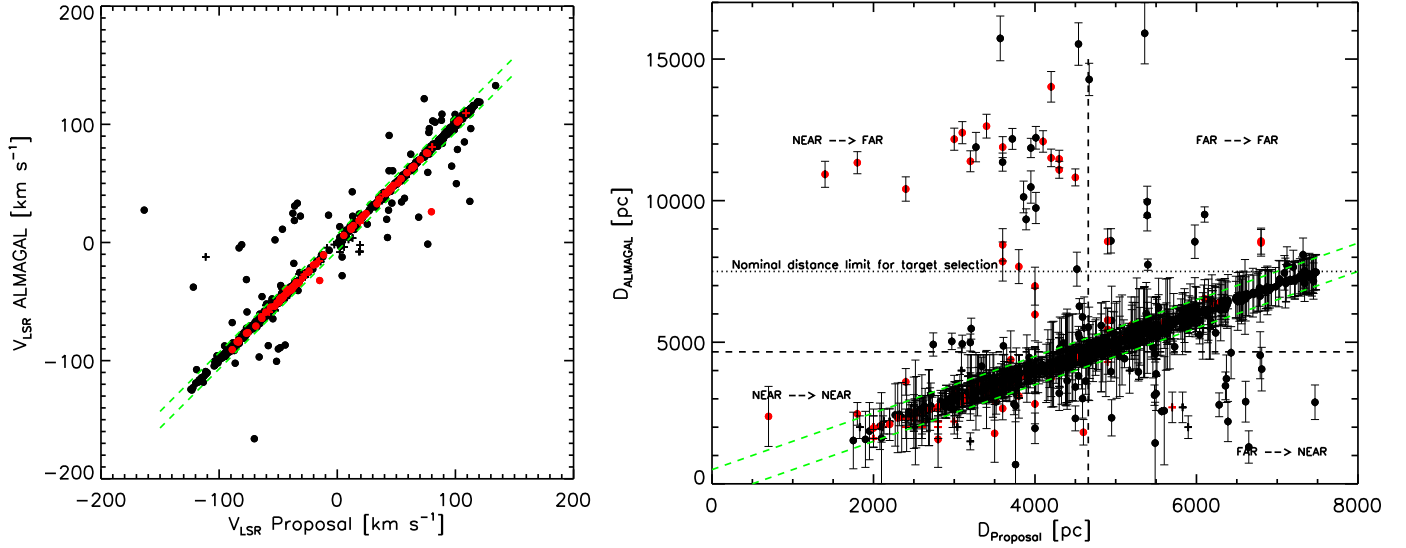 200
100
0
−100
−200
−200
−100
0
100
200
V_LSR ALMAGAL [km s⁻¹]
V_LSR Proposal [km s⁻¹]
15000
10000
5000
0
0
2000
4000
6000
8000
D_ALMAGAL [pc]
D_Proposal [pc]
NEAR --> FAR
FAR --> FAR
Nominal distance limit for target selection
NEAR --> NEAR
FAR --> NEAR